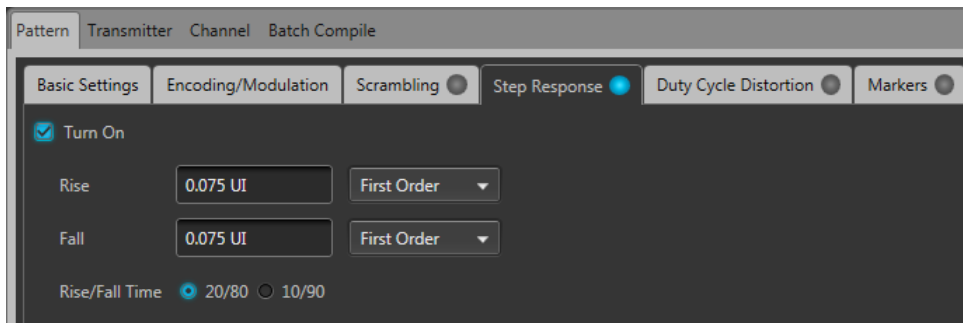 Pattern Transmitter Channel Batch Compile
Basic Settings Encoding/Modulation Scrambling Step Response Duty Cycle Distortion Markers
Turn On
Rise 0.075 UI First Order
Fall 0.075 UI First Order
Rise/Fall Time 20/80 10/90